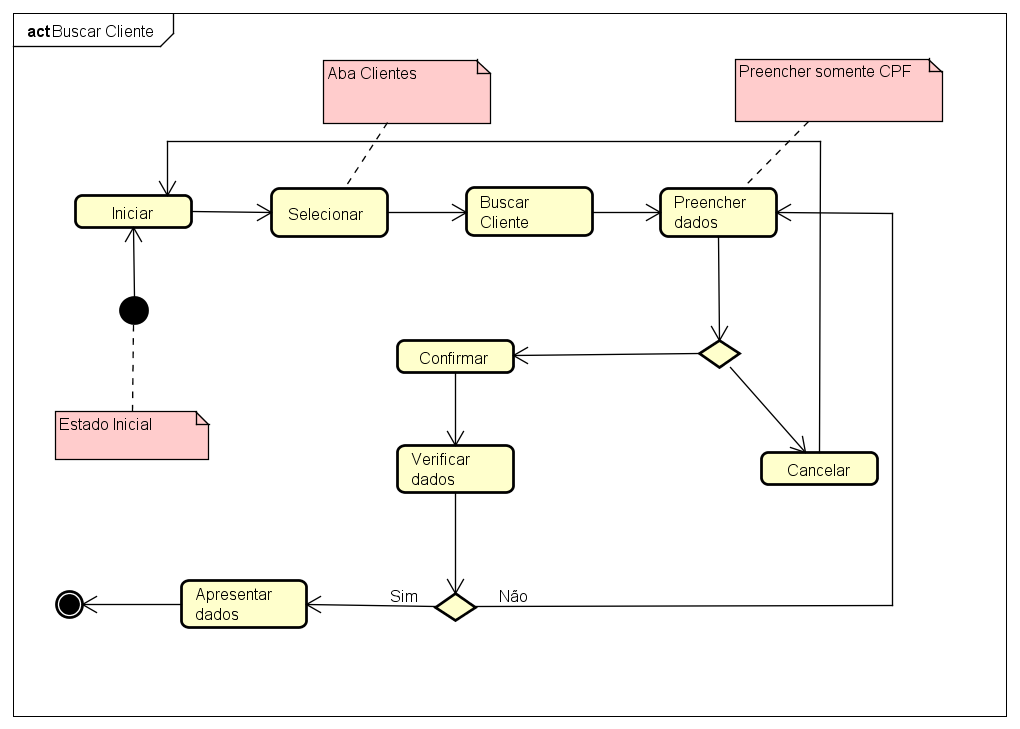 act Buscar Cliente
Aba Clientes
Preencher somente CPF
Iniciar
Selecionar
Buscar
Cliente
Preencher
dados
Confirmar
Estado Inicial
Verificar
dados
Cancelar
Sim
Não
Apresentar
dados